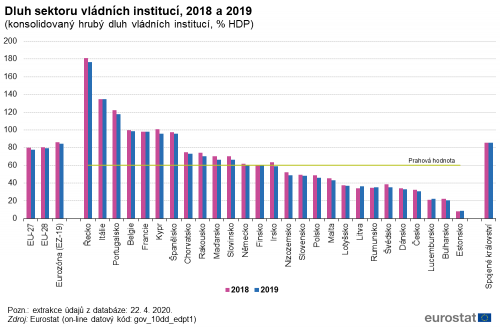 Dluh sektoru vládních institucí, 2018 a 2019
(konsolidovaný hrubý dluh vládních institucí, % HDP)
200
180
160
140
120
100
80
60
40
20
0
Prahová hodnota
EU-27
EU-28
Eurozóna (EZ-19)
Řecko
Itálie
Portugalsko
Belgie
Francie
Kypr
Španělsko
Chorvatsko
Rakousko
Maďarsko
Slovinsko
Německo
Finsko
Irsko
Nizozemsko
Slovensko
Polsko
Malta
Lotyšsko
Litva
Rumunsko
Švédsko
Dánsko
Česko
Lucembursko
Bulharsko
Estonsko
Spojené království
2018 2019
Pozn.: extrakce údajů z databáze: 22. 4. 2020.
Zdroj: Eurostat (on-line datový kód: gov_10dd_edpt1)
eurostat